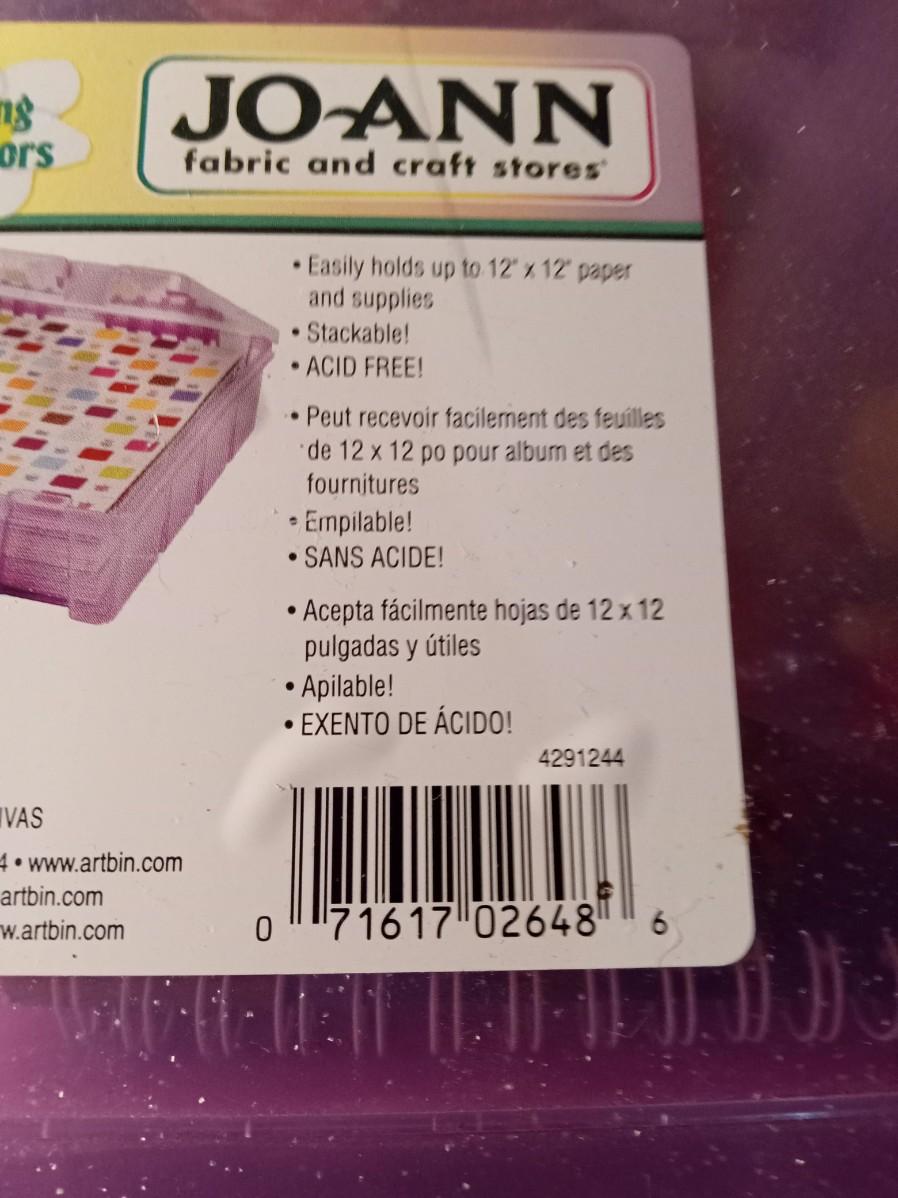 JO-ANN
fabric and craft stores
• Easily holds up to 12" x 12" paper
and supplies
• Stackable!
• ACID FREE!
• Peut recevoir facilement des feuilles
de 12 x 12 po pour album et des
fournitures
• Empilable!
• SANS ACIDE!
• Acepta fácilmente hojas de 12 x 12
pulgadas y útiles
• Apilable!
• EXENTO DE ÁCIDO!
4291244
4 • www.artbin.com
artbin.com
w.artbin.com
0 71617 02648 6